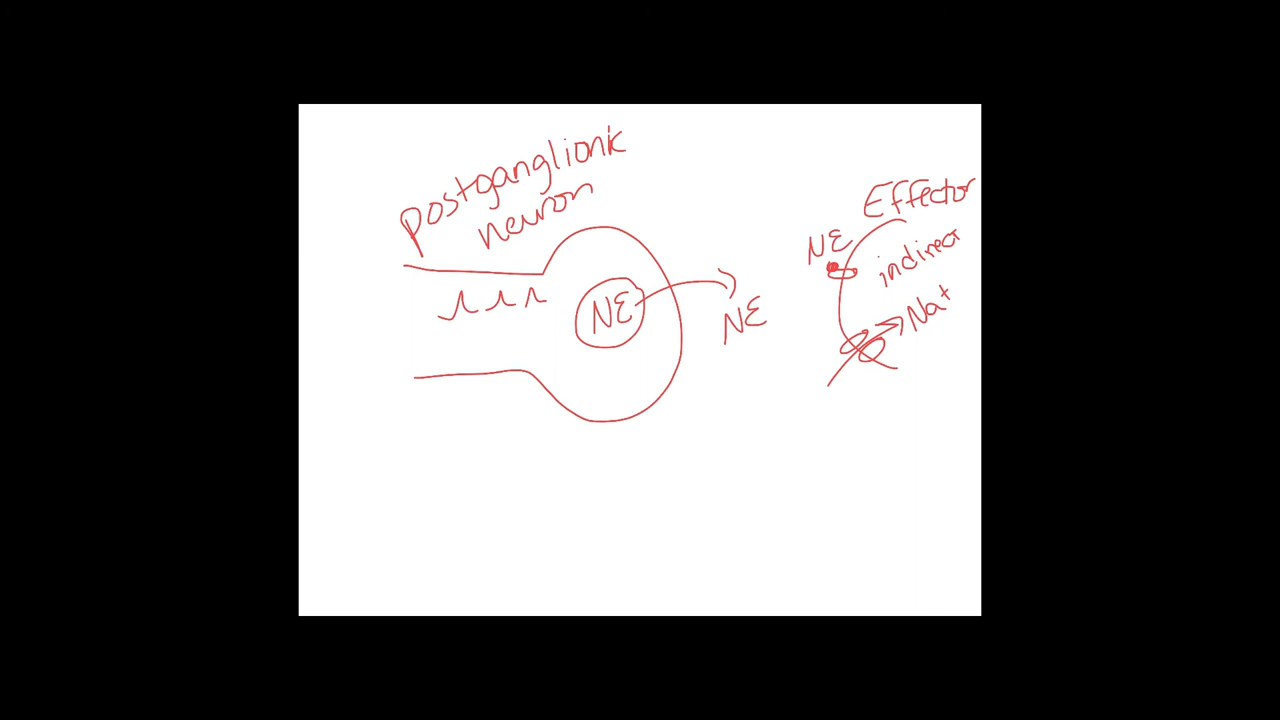 postganglionic
neuron
Effector
NE
indirect
NE
NE
Na+